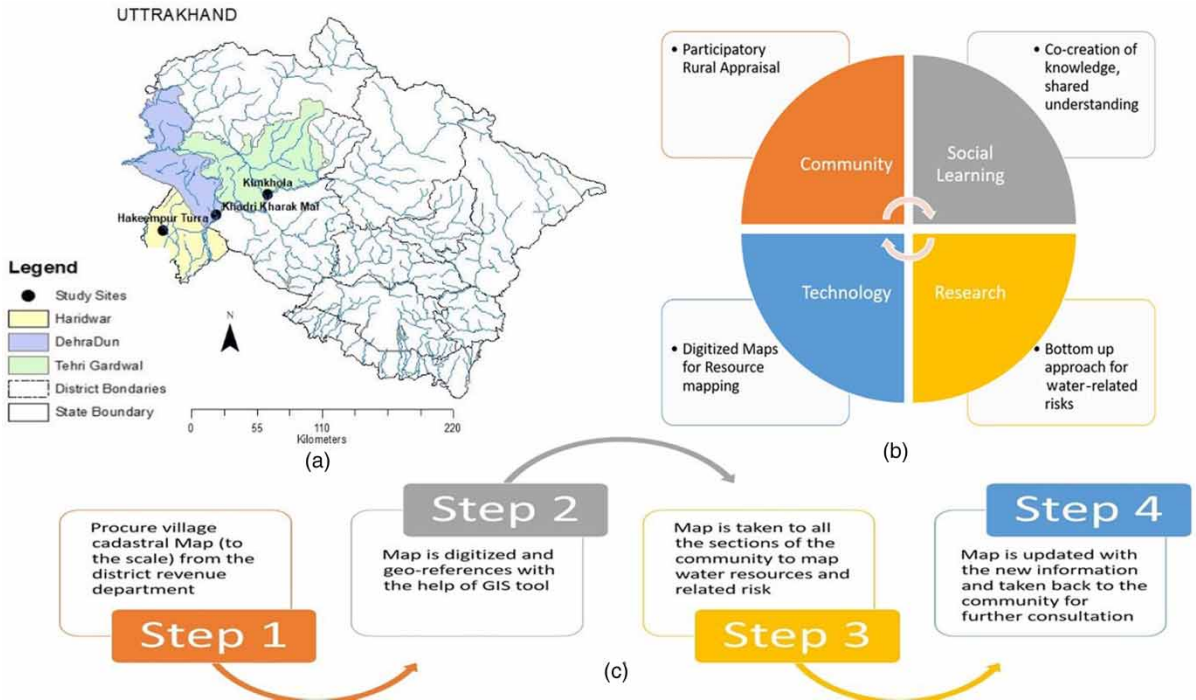 UTTRAKHAND
Kimkhola
Khadri Kharak Maf
Hakeempur Turra
Legend
Study Sites
Haridwar
DehraDun
Tehri Gardwal
District Bondaries
State Boundary
N
0 55 110 220
Kilometers
(a)
• Participatory
Rural Appraisal
• Co-creation of
knowledge,
shared
understanding
Community
Social
Learning
Technology
Research
• Digitized Maps
for Resource
mapping
• Bottom up
approach for
water-related
risks
(b)
Procure village
cadastral Map (to
the scale) from the
district revenue
department
Step 1
Step 2
Map is digitized and
geo-references with
the help of GIS tool
Map is taken to all
the sections of the
community to map
water resources and
related risk
Step 3
Step 4
Map is updated with
the new information
and taken back to the
community for
further consultation
(c)